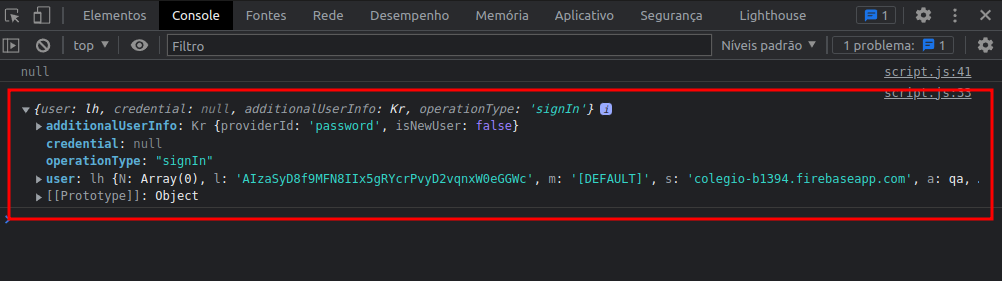 Elementos Console Fontes Rede Desempenho Memória Aplicativo Segurança Lighthouse 1
top Filtro Níveis padrão 1 problema: 1
null script.js:41
script.js:33
{user: lh, credential: null, additionalUserInfo: Kr, operationType: 'signIn'} i
additionalUserInfo: Kr {providerId: 'password', isNewUser: false}
credential: null
operationType: "signIn"
user: lh {N: Array(0), l: 'AIzaSyD8f9MFN8IIx5gRYcrPvyD2vqnxW0eGGWc', m: '[DEFAULT]', s: 'colegio-b1394.firebaseapp.com', a: qa, .
[[Prototype]]: Object
>